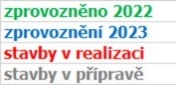 zprovozněno 2022
zprovoznění 2023
stavby v realizaci
stavby v přípravě